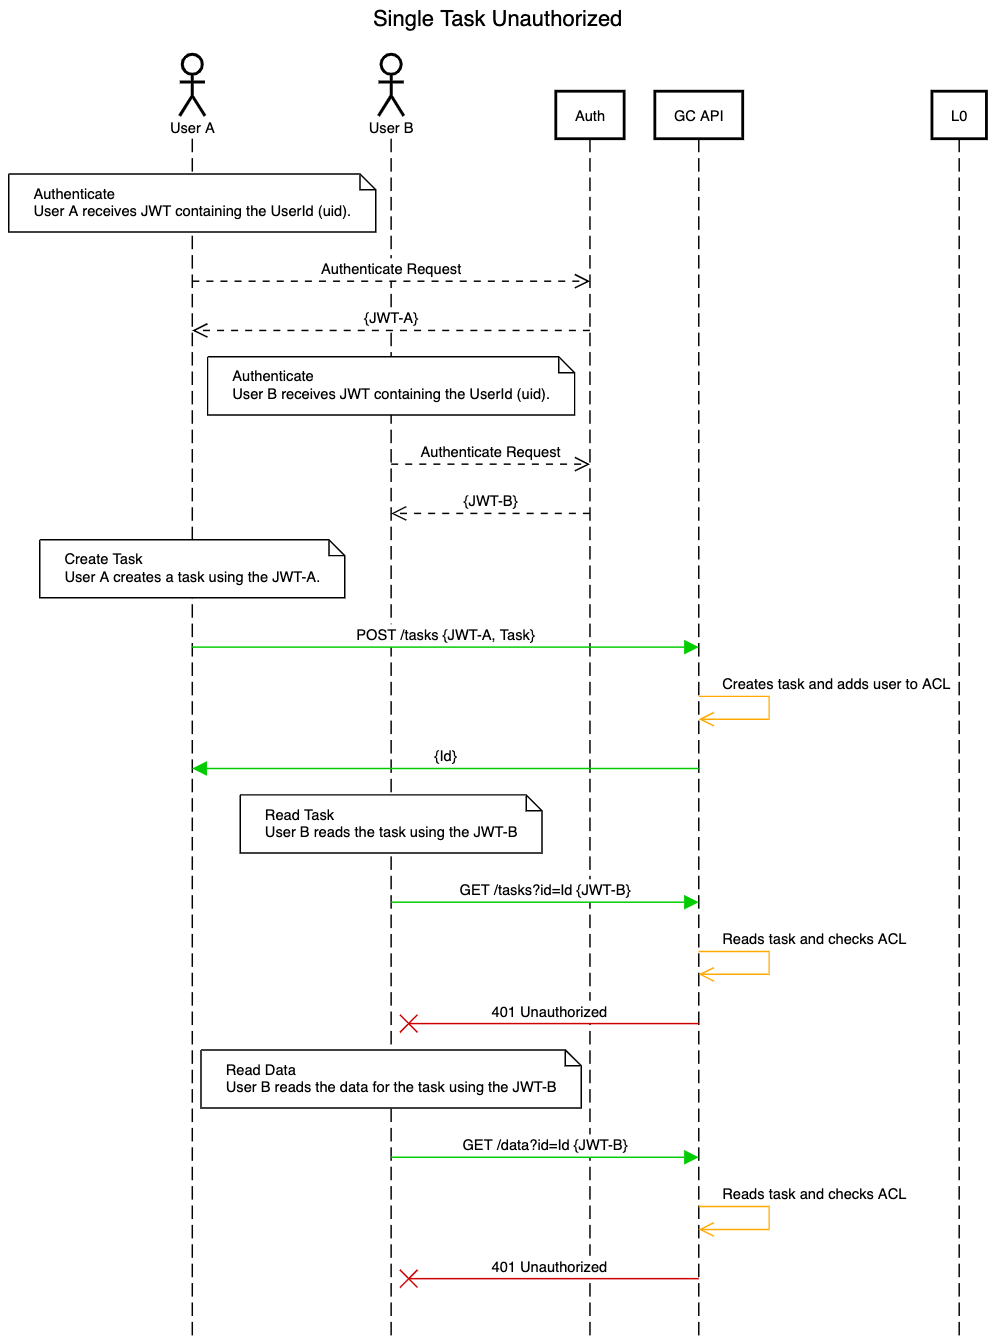 Single Task Unauthorized
User A
User B
Auth
GC API
L0
Authenticate
User A receives JWT containing the UserId (uid).
Authenticate Request
{JWT-A}
Authenticate
User B receives JWT containing the UserId (uid).
Authenticate Request
{JWT-B}
Create Task
User A creates a task using the JWT-A.
POST /tasks {JWT-A, Task}
Creates task and adds user to ACL
{Id}
Read Task
User B reads the task using the JWT-B
GET /tasks?id=Id {JWT-B}
Reads task and checks ACL
401 Unauthorized
Read Data
User B reads the data for the task using the JWT-B
GET /data?id=Id {JWT-B}
Reads task and checks ACL
401 Unauthorized